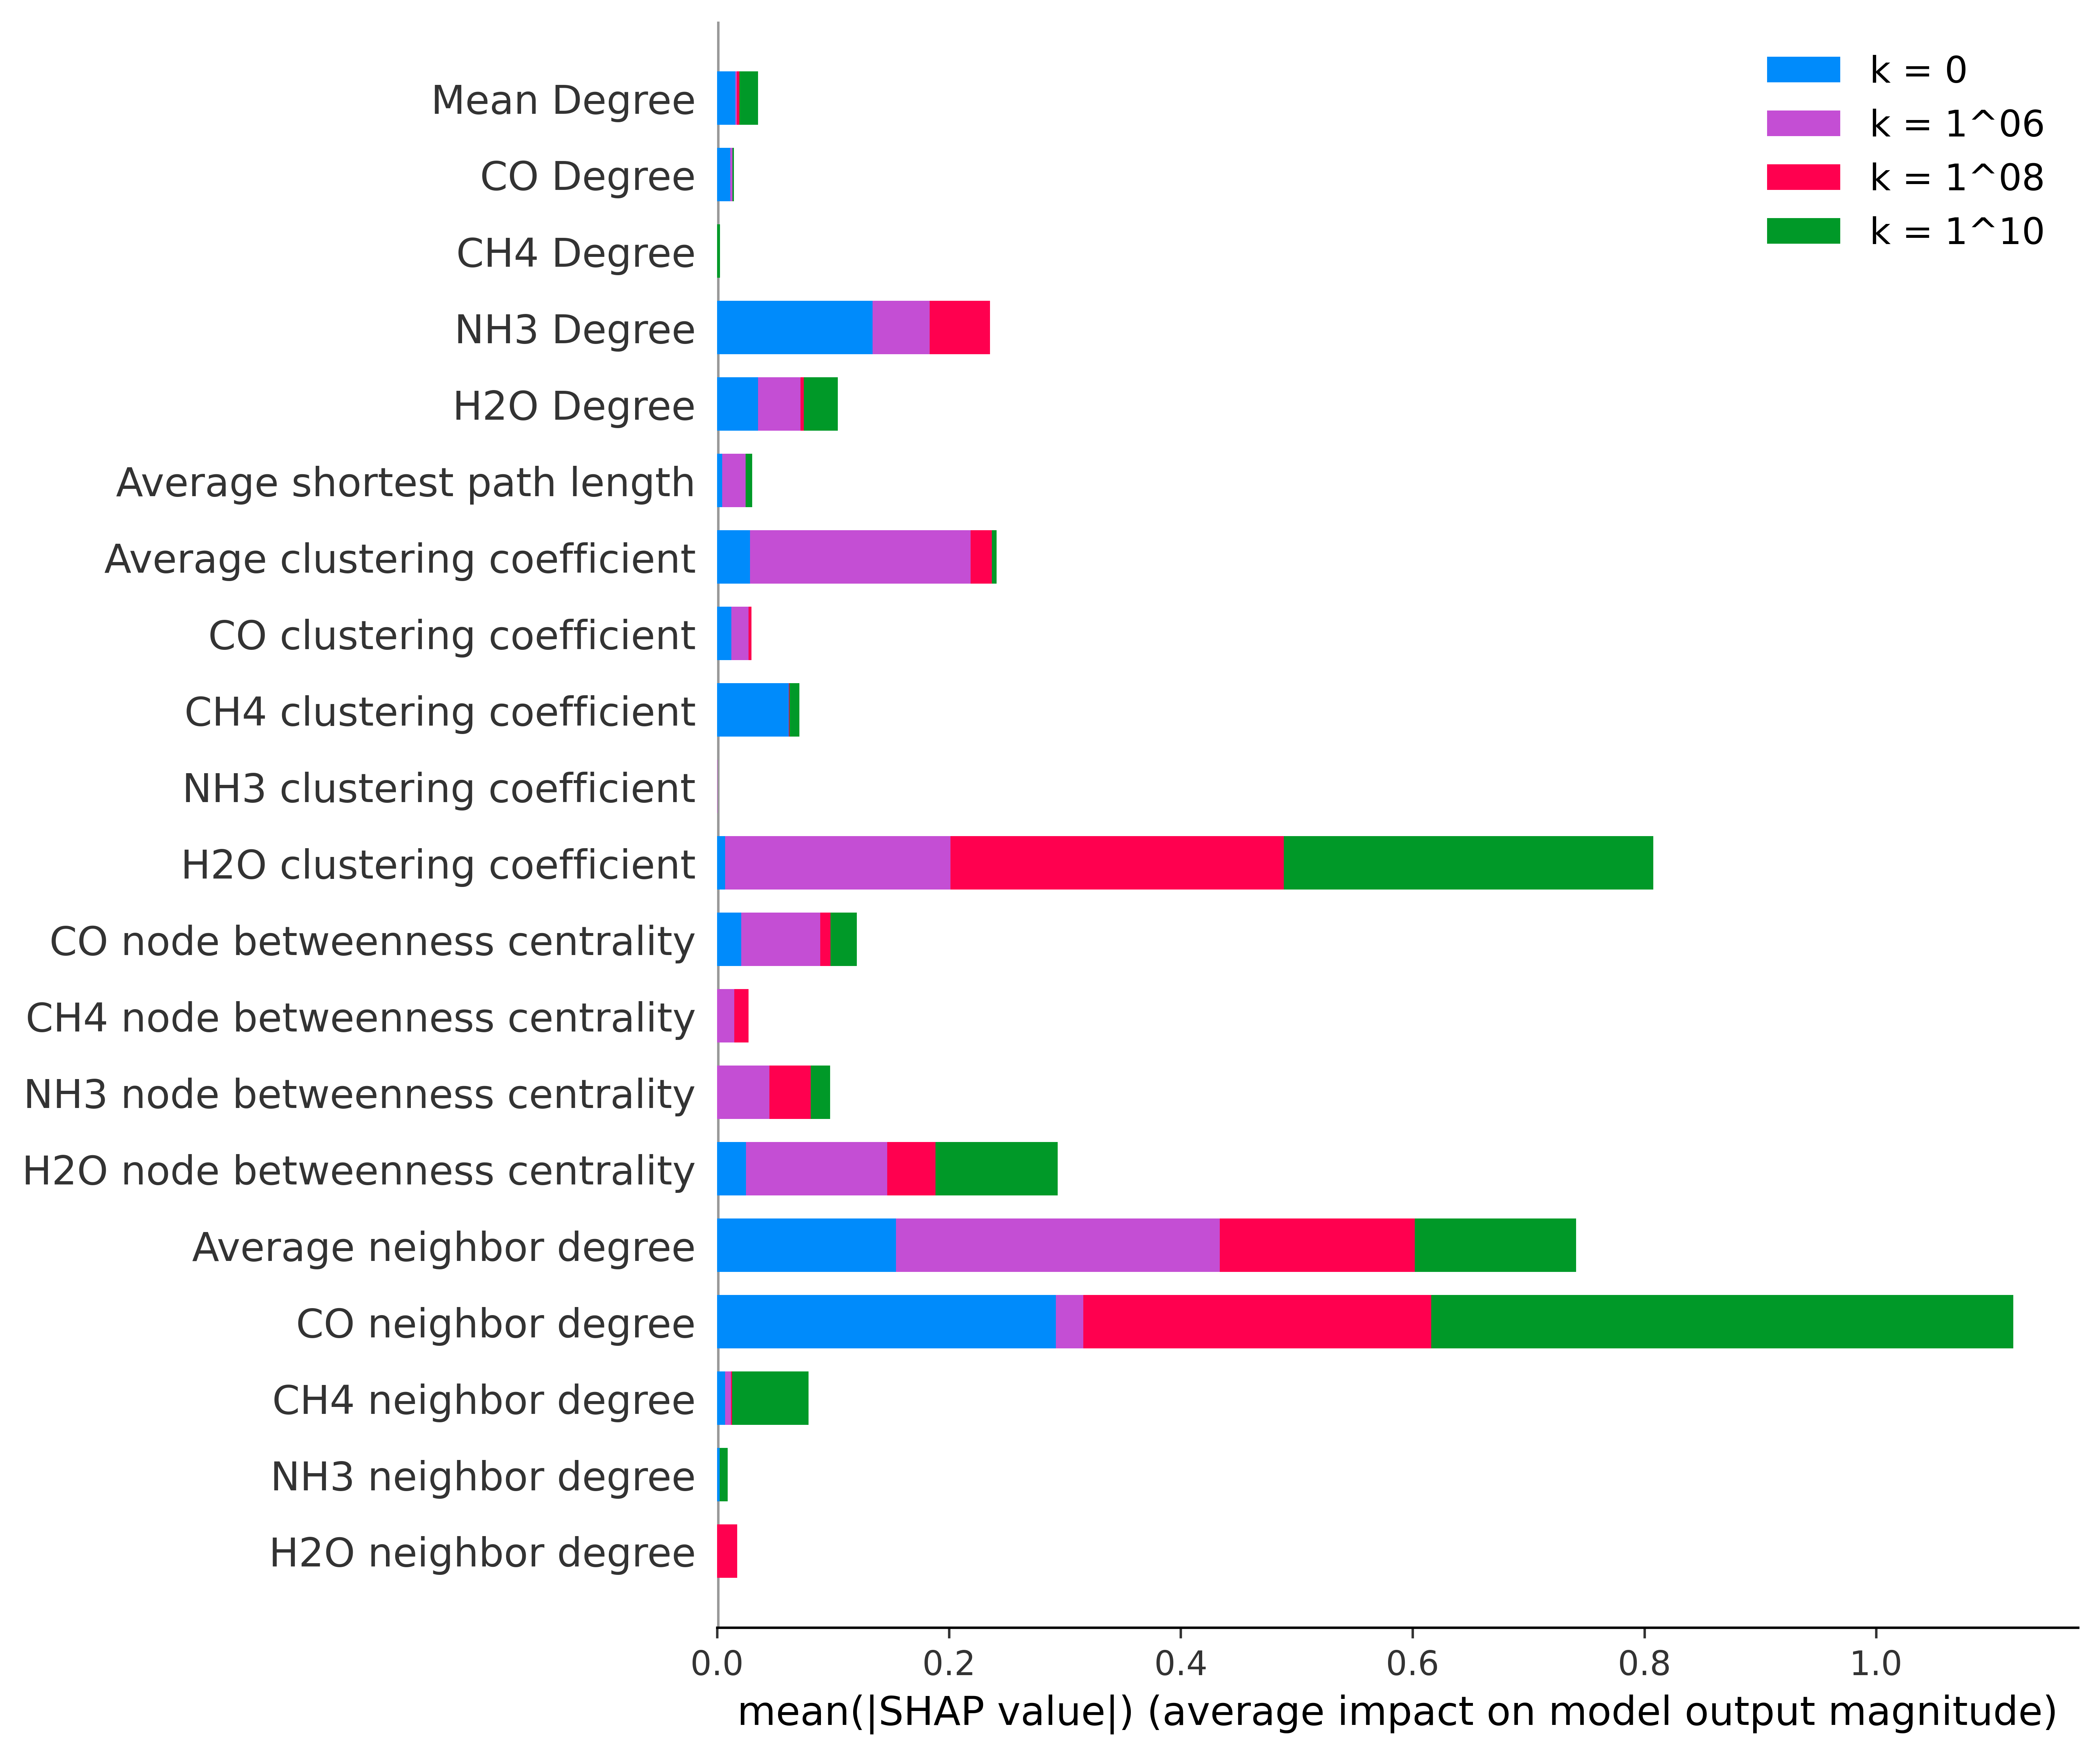 k = 0
k = 1^06
k = 1^08
k = 1^10
Mean Degree
CO Degree
CH4 Degree
NH3 Degree
H2O Degree
Average shortest path length
Average clustering coefficient
CO clustering coefficient
CH4 clustering coefficient
NH3 clustering coefficient
H2O clustering coefficient
CO node betweenness centrality
CH4 node betweenness centrality
NH3 node betweenness centrality
H2O node betweenness centrality
Average neighbor degree
CO neighbor degree
CH4 neighbor degree
NH3 neighbor degree
H2O neighbor degree
0.0 0.2 0.4 0.6 0.8 1.0
mean(|SHAP value|) (average impact on model output magnitude)